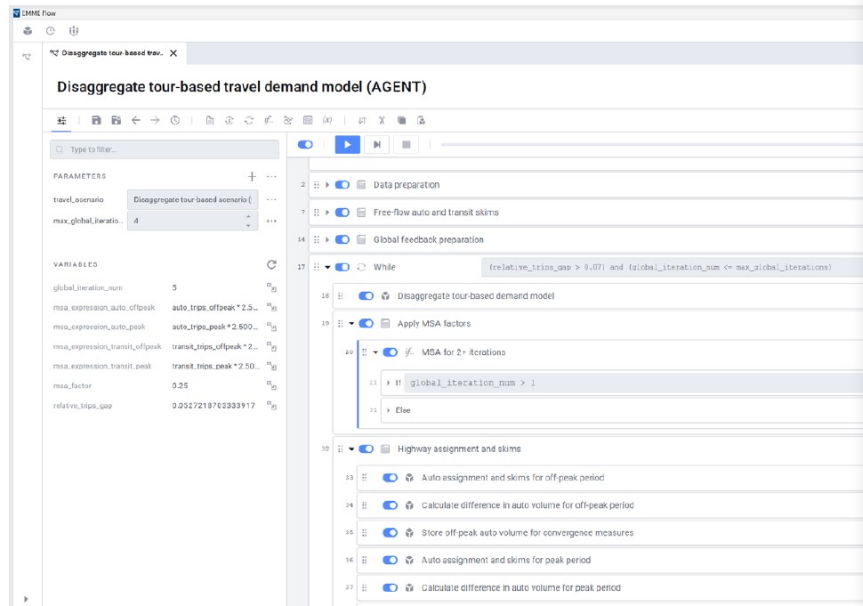 EMME Flow
Disaggregate tour-based trav..
Disaggregate tour-based travel demand model (AGENT)
Type to filter...
PARAMETERS
travel_scenario Disaggregate tour-based scenario (
max_global_iteratio.. 4
VARIABLES
global_iteration_num 5
msa_expression_auto_offpeak auto_trips_offpeak * 2.5...
msa_expression_auto_peak auto_trips_peak * 2.500...
msa_expression_transit_offpeak transit_trips_offpeak * 2...
msa_expression_transit_peak transit_trips_peak * 2.50...
msa_factor 0.25
relative_trips_gap 0.0527218703333917
2 Data preparation
7 Free-flow auto and transit skims
14 Global feedback preparation
17 While (relative_trips_gap > 0.07) and (global_iteration_num <= max_global_iterations)
18 Disaggregate tour-based demand model
19 Apply MSA factors
20 MSA for 2+ iterations
21 If global_iteration_num > 1
Else
32 Highway assignment and skims
33 Auto assignment and skims for off-peak period
34 Calculate difference in auto volume for off-peak period
35 Store off-peak auto volume for convergence measures
36 Auto assignment and skims for peak period
37 Calculate difference in auto volume for peak period